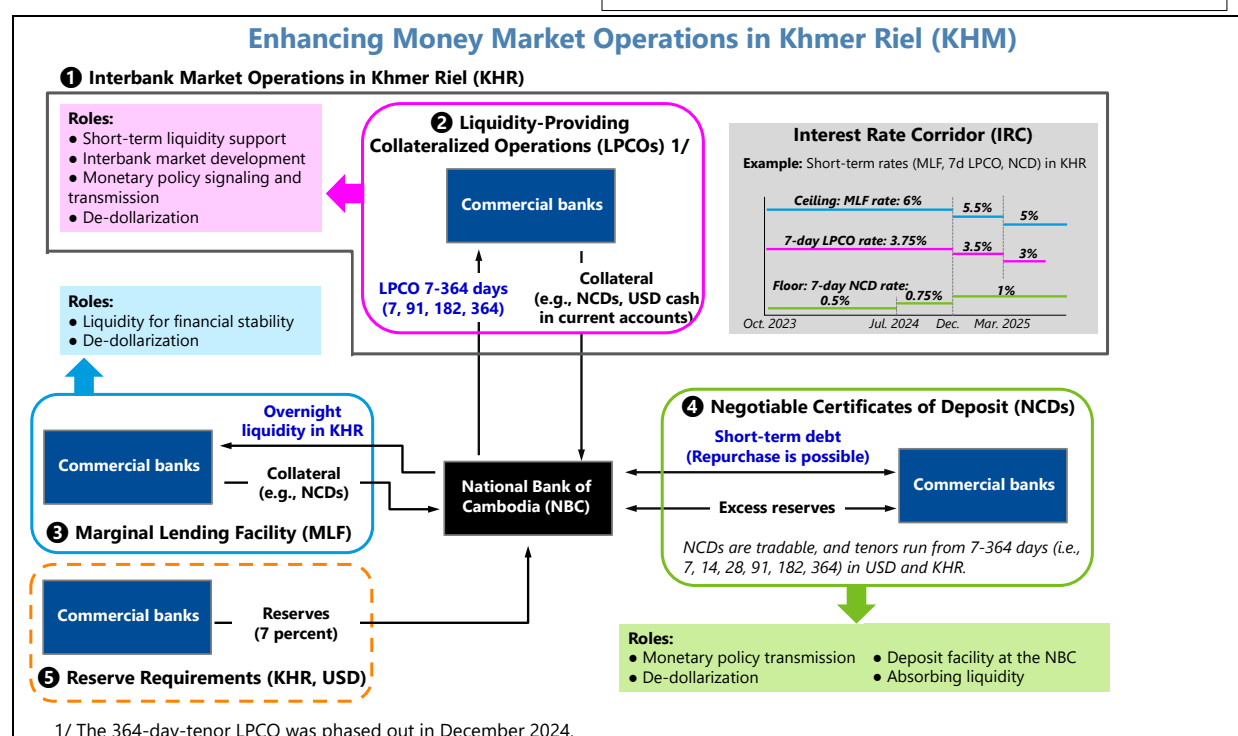 Enhancing Money Market Operations in Khmer Riel (KHM)
❶ Interbank Market Operations in Khmer Riel (KHR)
Roles:
● Short-term liquidity support
● Interbank market development
● Monetary policy signaling and
transmission
● De-dollarization
❷ Liquidity-Providing
Collateralized Operations (LPCOs) 1/
Commercial banks
LPCO 7-364 days
(7, 91, 182, 364)
Collateral
(e.g., NCDs, USD cash
in current accounts)
Interest Rate Corridor (IRC)
Example: Short-term rates (MLF, 7d LPCO, NCD) in KHR
Ceiling: MLF rate: 6%
5.5%
5%
7-day LPCO rate: 3.75%
3.5%
3%
Floor: 7-day NCD rate:
0.5%
0.75%
1%
Oct. 2023
Jul. 2024
Dec.
Mar. 2025
Roles:
● Liquidity for financial stability
● De-dollarization
Overnight
liquidity in KHR
Commercial banks
Collateral
(e.g., NCDs)
❸ Marginal Lending Facility (MLF)
National Bank of
Cambodia (NBC)
❹ Negotiable Certificates of Deposit (NCDs)
Short-term debt
(Repurchase is possible)
Commercial banks
Excess reserves
NCDs are tradable, and tenors run from 7-364 days (i.e.,
7, 14, 28, 91, 182, 364) in USD and KHR.
Commercial banks
Reserves
(7 percent)
❺ Reserve Requirements (KHR, USD)
Roles:
● Monetary policy transmission
● De-dollarization
● Deposit facility at the NBC
● Absorbing liquidity
1/ The 364-day-tenor LPCO was phased out in December 2024.